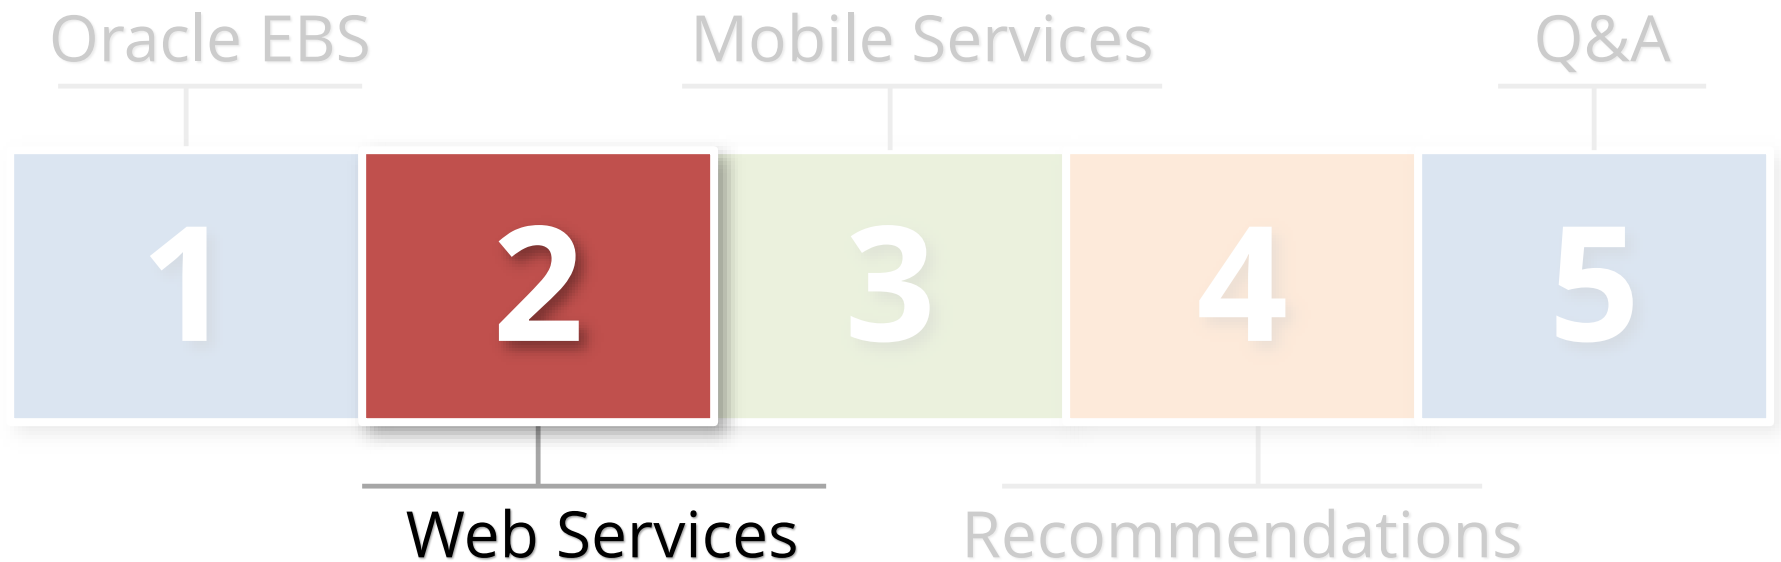 Oracle EBS
Mobile Services
Q&A
1
2
3
4
5
Web Services
Recommendations